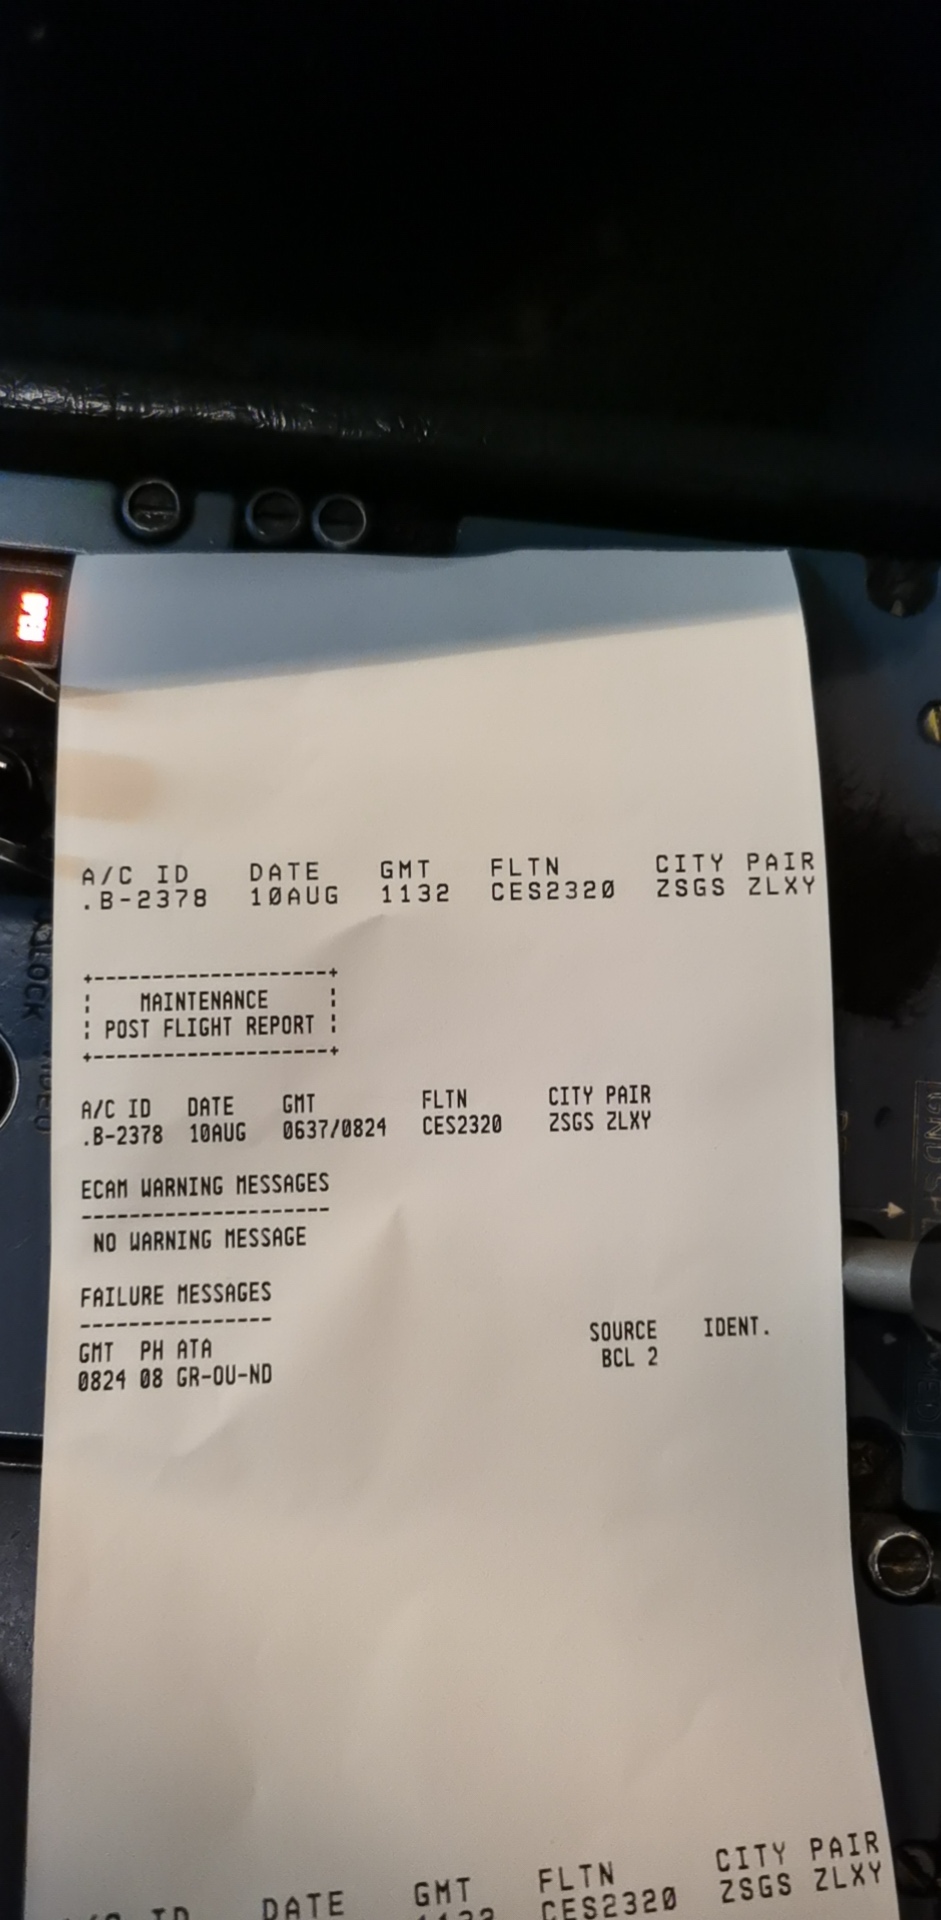 A/C ID DATE GMT FLTN CITY PAIR
.B-2378 10AUG 1132 CES2320 ZSGS ZLXY
+--------------------+
¦ MAINTENANCE ¦
¦ POST FLIGHT REPORT ¦
+--------------------+
A/C ID DATE GMT FLTN CITY PAIR
.B-2378 10AUG 0637/0824 CES2320 ZSGS ZLXY
ECAM WARNING MESSAGES
---------------------
NO WARNING MESSAGE
FAILURE MESSAGES
----------------
GMT PH ATA SOURCE IDENT.
0824 08 GR-OU-ND BCL 2
ID DATE GMT FLTN CITY PAIR
CES2320 ZSGS ZLXY